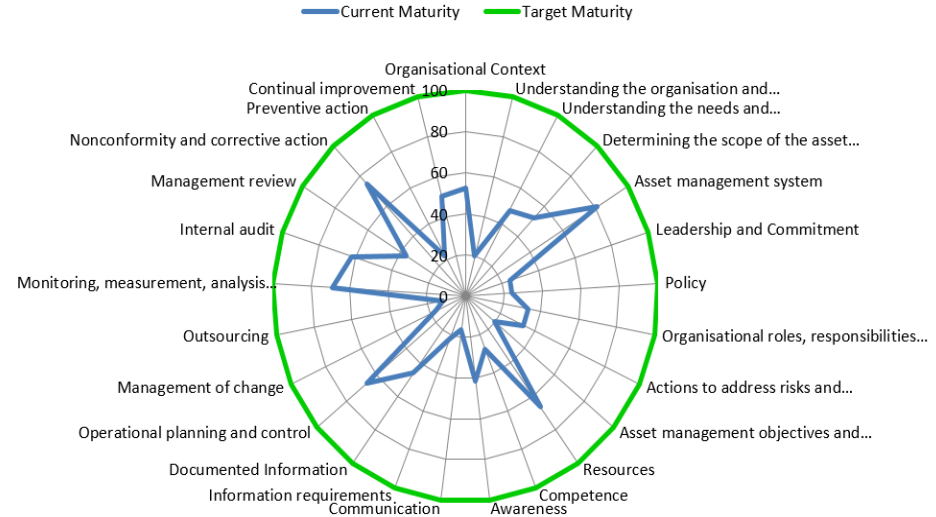 Current Maturity
Target Maturity
Organisational Context
Understanding the organisation and...
Understanding the needs and...
Determining the scope of the asset...
Asset management system
Leadership and Commitment
Policy
Organisational roles, responsibilities...
Actions to address risks and...
Asset management objectives and...
Resources
Competence
Awareness
Communication
Information requirements
Documented Information
Operational planning and control
Management of change
Outsourcing
Monitoring, measurement, analysis...
Internal audit
Management review
Nonconformity and corrective action
Preventive action
Continual improvement
100
80
60
40
20
0